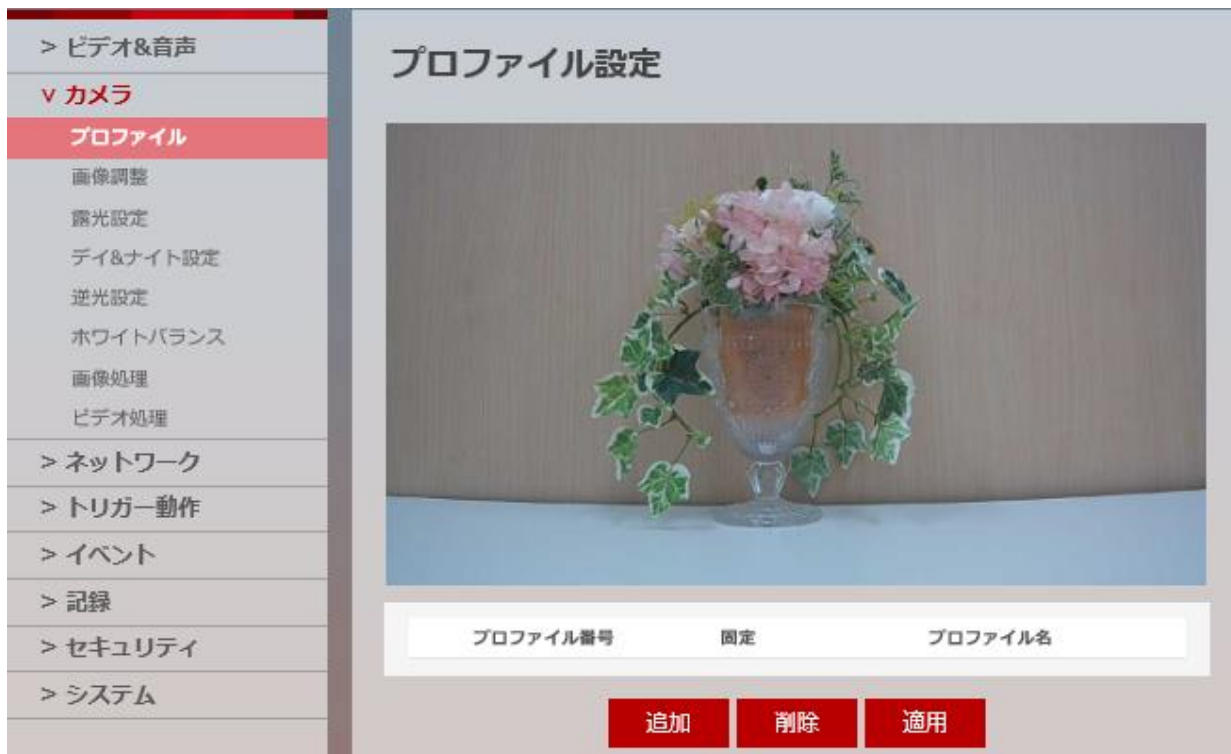 > ビデオ&音声
v カメラ
プロファイル
画像調整
露光設定
デイ&ナイト設定
逆光設定
ホワイトバランス
画像処理
ビデオ処理
> ネットワーク
> トリガー動作
> イベント
> 記録
> セキュリティ
> システム
プロファイル設定
プロファイル番号 固定 プロファイル名
追加 削除 適用